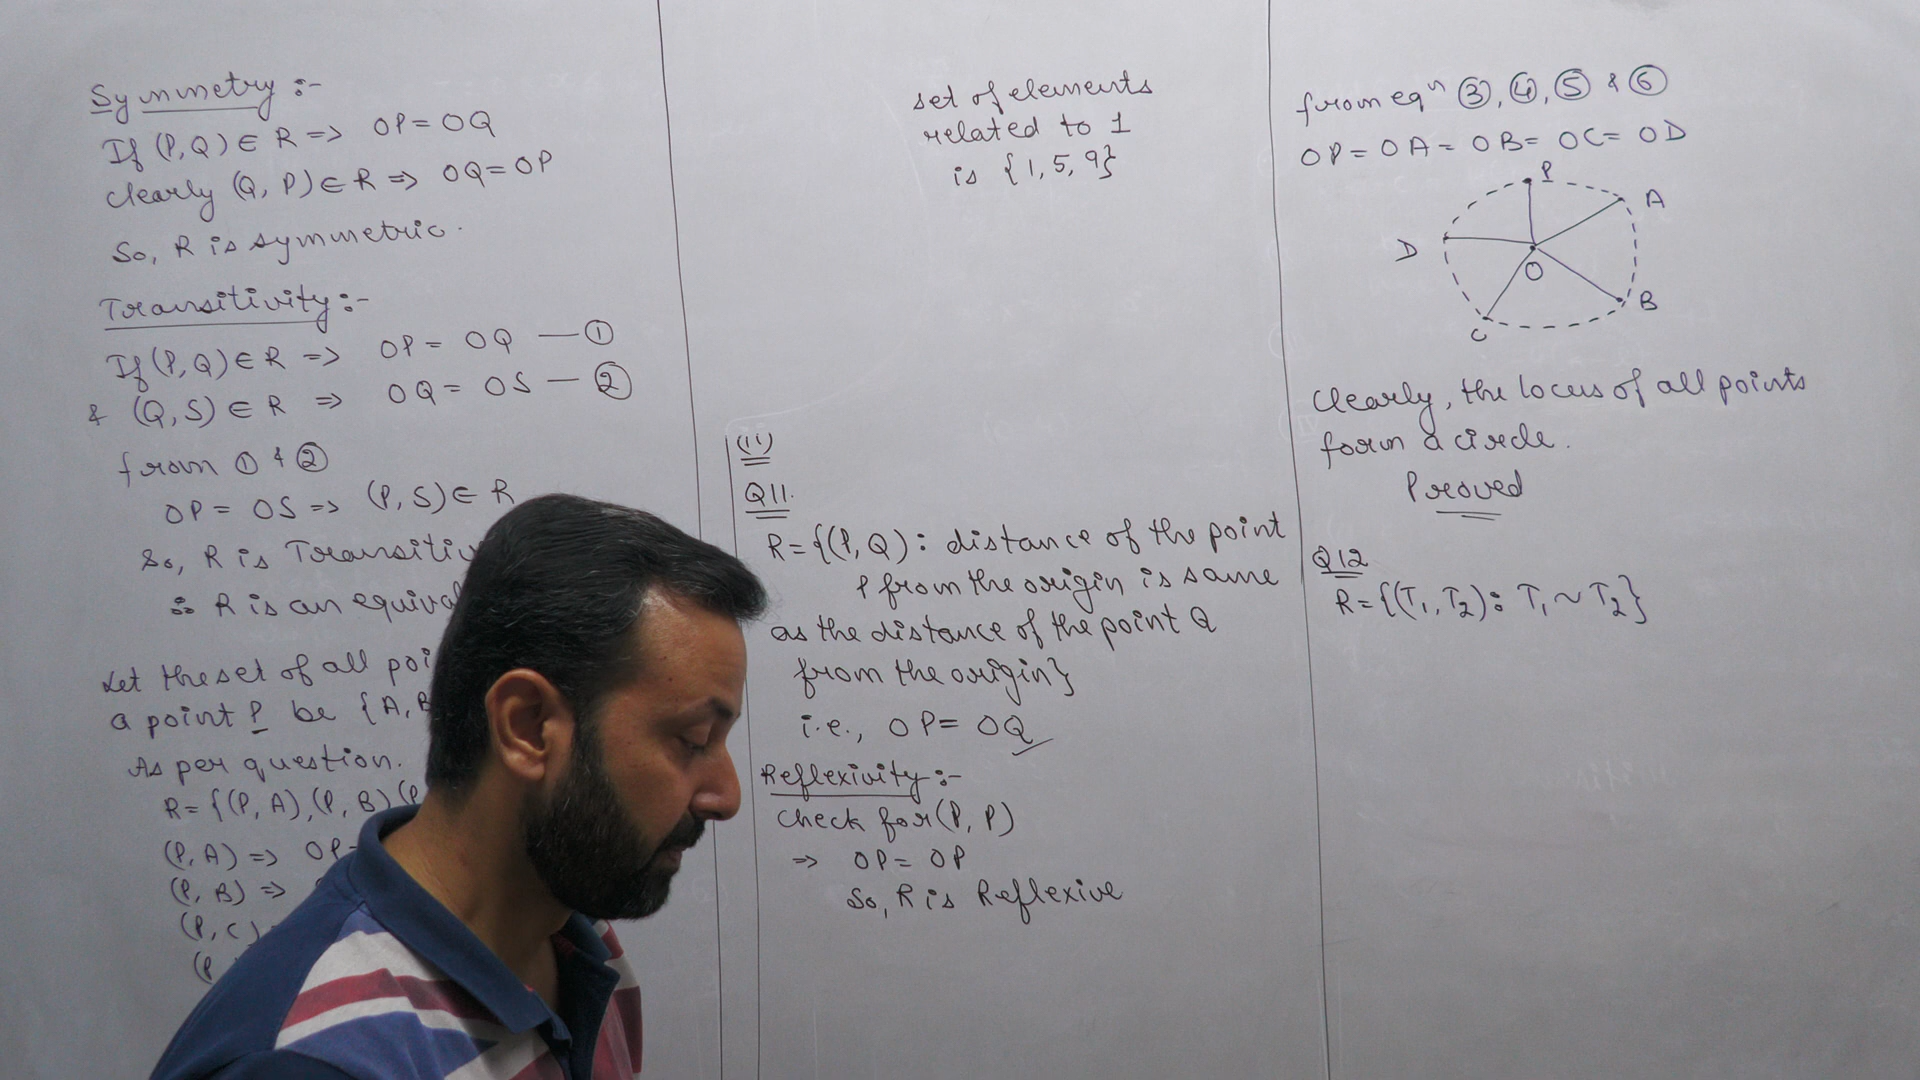 Symmetry :-
If (P,Q) ∈ R => OP = OQ
Clearly (Q, P) ∈ R => OQ = OP
So, R is symmetric.
Transitivity :-
If (P,Q) ∈ R => OP = OQ — ①
& (Q,S) ∈ R => OQ = OS — ②
from ① & ②
OP = OS => (P,S) ∈ R
So, R is
∴ R is an
Let the set of all
a point P be {A,
As per question.
R = {(P, A), (P, B)
(P, A) => OP
(P, B) =>
(P, C)
(P
set of elements
related to 1
is {1, 5, 9}
(ii)
Q11.
R = {(P, Q) : distance of the point
P from the origin is same
as the distance of the point Q
from the origin}
i.e., OP = OQ
Reflexivity :-
Check for (P, P)
=> OP = OP
So, R is Reflexive
from eqⁿ ③, ④, ⑤ & ⑥
OP = OA = OB = OC = OD
P
A
D
O
B
C
Clearly, the locus of all points
form a circle.
Proved
Q12
R = {(T₁, T₂) : T₁ ~ T₂}